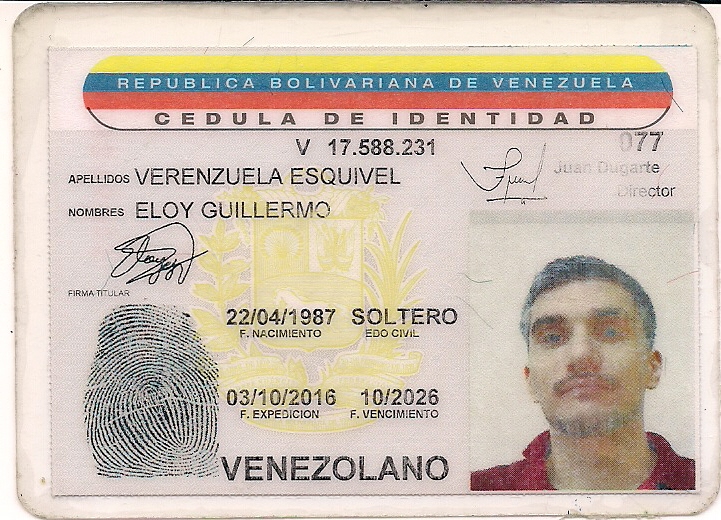 REPUBLICA BOLIVARIANA DE VENEZUELA
CEDULA DE IDENTIDAD
V 17.588.231
077
Juan Dugarte
Director
APELLIDOS VERENZUELA ESQUIVEL
NOMBRES ELOY GUILLERMO
FIRMA TITULAR
22/04/1987 SOLTERO
F. NACIMIENTO EDO CIVIL
03/10/2016 10/2026
F. EXPEDICION F. VENCIMIENTO
VENEZOLANO